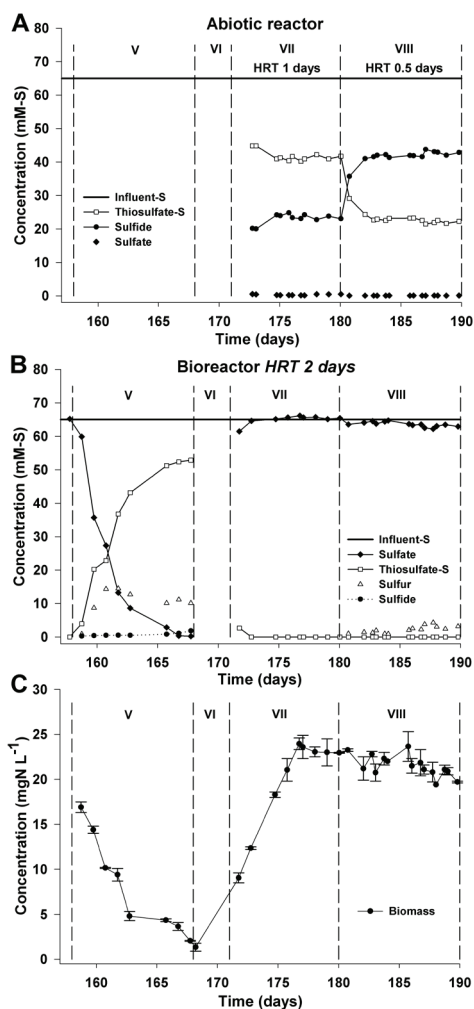 A
Abiotic reactor
V
VI
VII
VIII
HRT 1 days
HRT 0.5 days
80
70
60
50
40
30
20
10
0
Concentration (mM-S)
Influent-S
Thiosulfate-S
Sulfide
Sulfate
160
165
170
175
180
185
190
Time (days)
B
Bioreactor HRT 2 days
V
VI
VII
VIII
80
70
60
50
40
30
20
10
0
Concentration (mM-S)
Influent-S
Sulfate
Thiosulfate-S
Sulfur
Sulfide
160
165
170
175
180
185
190
Time (days)
C
V
VI
VII
VIII
30
25
20
15
10
5
0
Concentration (mgN L-1)
Biomass
160
165
170
175
180
185
190
Time (days)